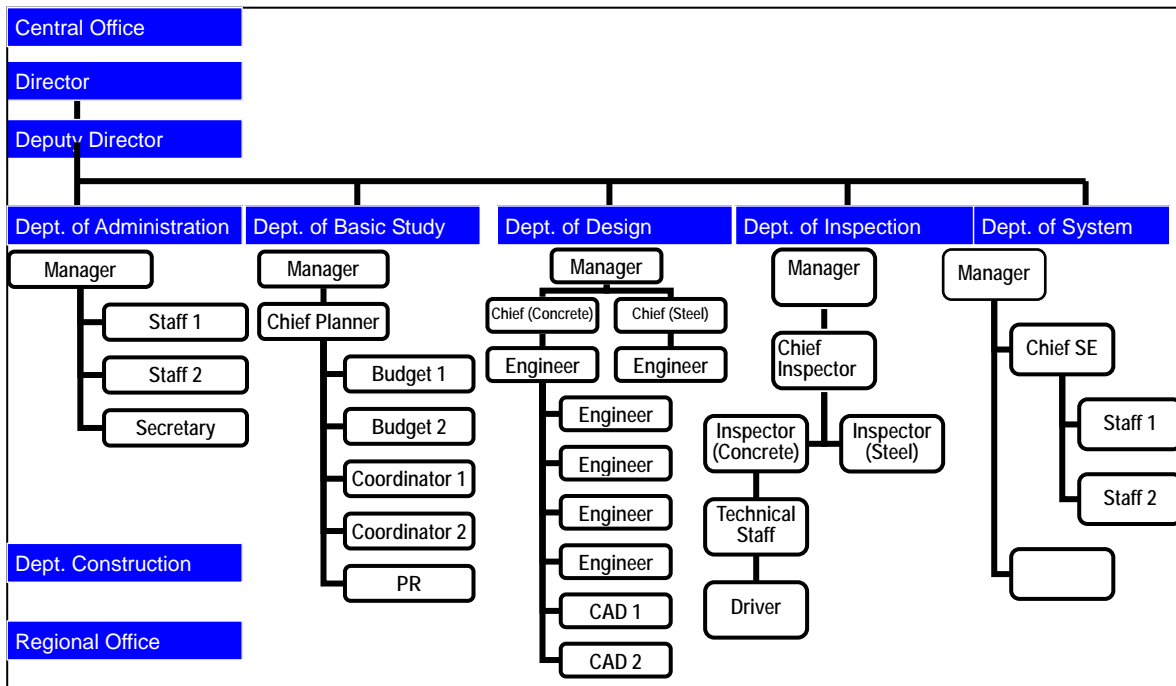 Central Office
Director
Deputy Director
Dept. of Administration
Manager
Staff 1
Staff 2
Secretary
Dept. of Basic Study
Manager
Chief Planner
Budget 1
Budget 2
Coordinator 1
Coordinator 2
PR
Dept. of Design
Manager
Chief (Concrete)
Chief (Steel)
Engineer
Engineer
Engineer
Engineer
Engineer
Engineer
CAD 1
CAD 2
Dept. of Inspection
Manager
Chief
Inspector
Inspector
(Concrete)
Inspector
(Steel)
Technical
Staff
Driver
Dept. of System
Manager
Chief SE
Staff 1
Staff 2
Dept. Construction
Regional Office